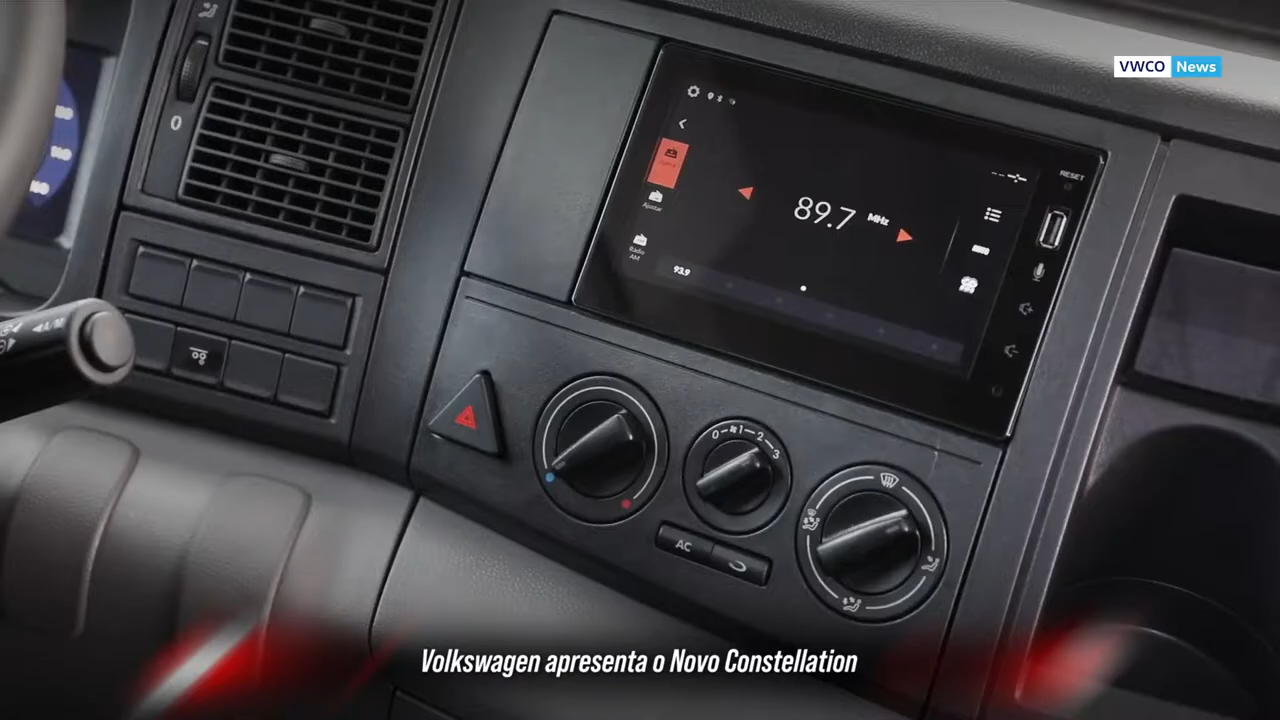 VWCO News
0
RESET
89.7 MHz
Ajustar
Rádio
AM
93.9
A/M
0 1 2 3
AC
Volkswagen apresenta o Novo Constellation